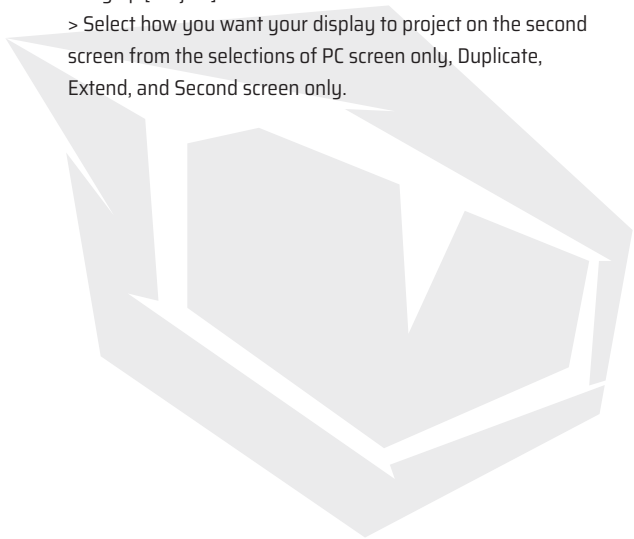 > Select how you want your display to project on the second
screen from the selections of PC screen only, Duplicate,
Extend, and Second screen only.